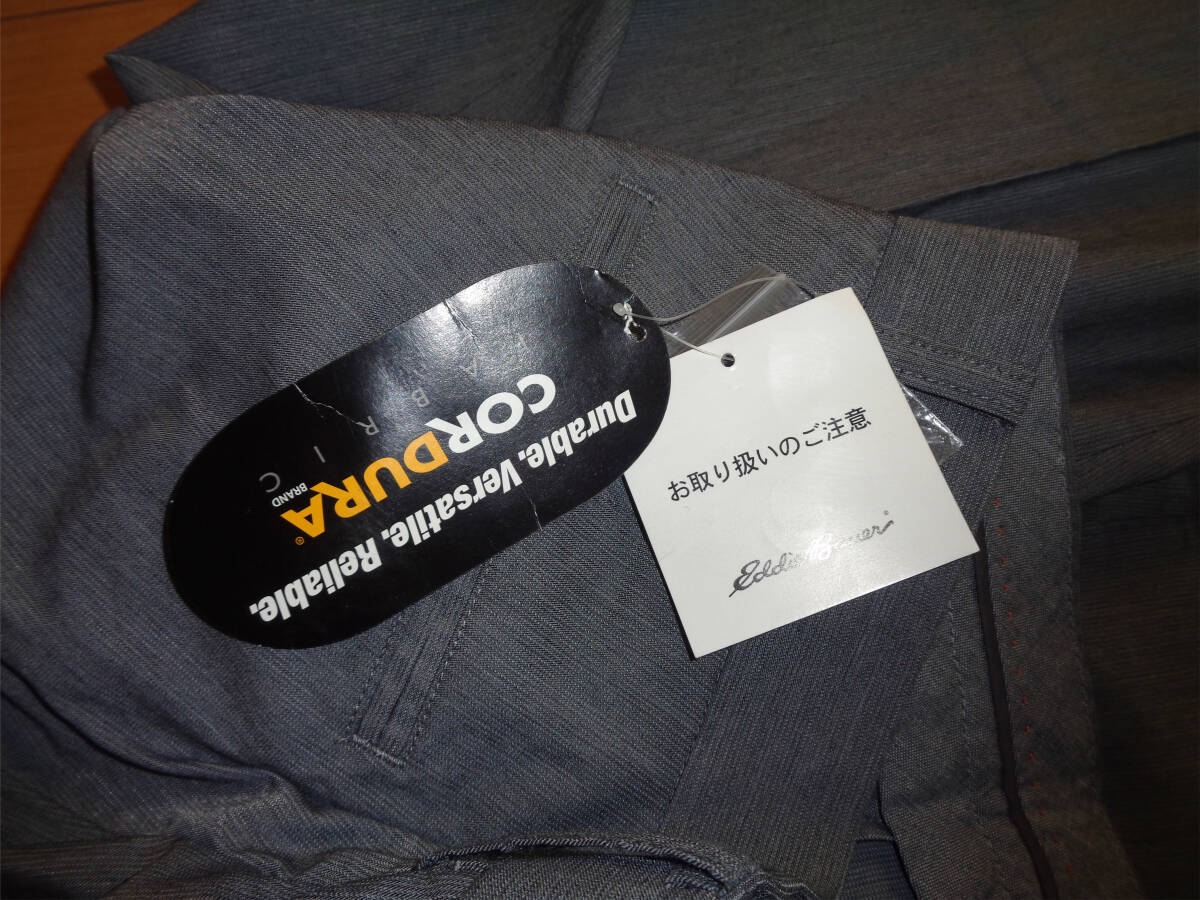 Durable. Versatile. Reliable.
CORDURA®
BRAND
FABRIC
お取り扱いのご注意
Eddie Bauer®